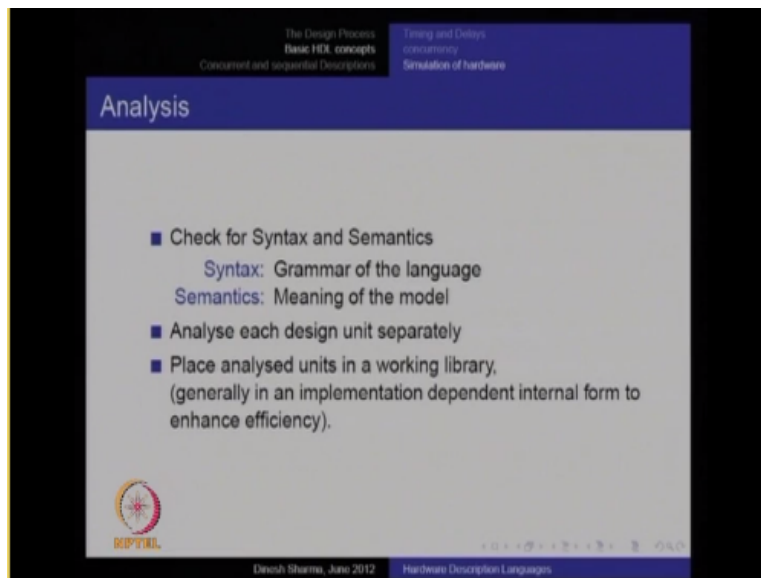 The Design Process
Basic HDL concepts
Concurrent and sequential Descriptions
Timing and Delays
concurrency
Simulation of hardware
Analysis
Check for Syntax and Semantics
Syntax: Grammar of the language
Semantics: Meaning of the model
Analyse each design unit separately
Place analysed units in a working library,
(generally in an implementation dependent internal form to
enhance efficiency).
NPTEL
Dinesh Sharma, June 2012
Hardware Description Languages